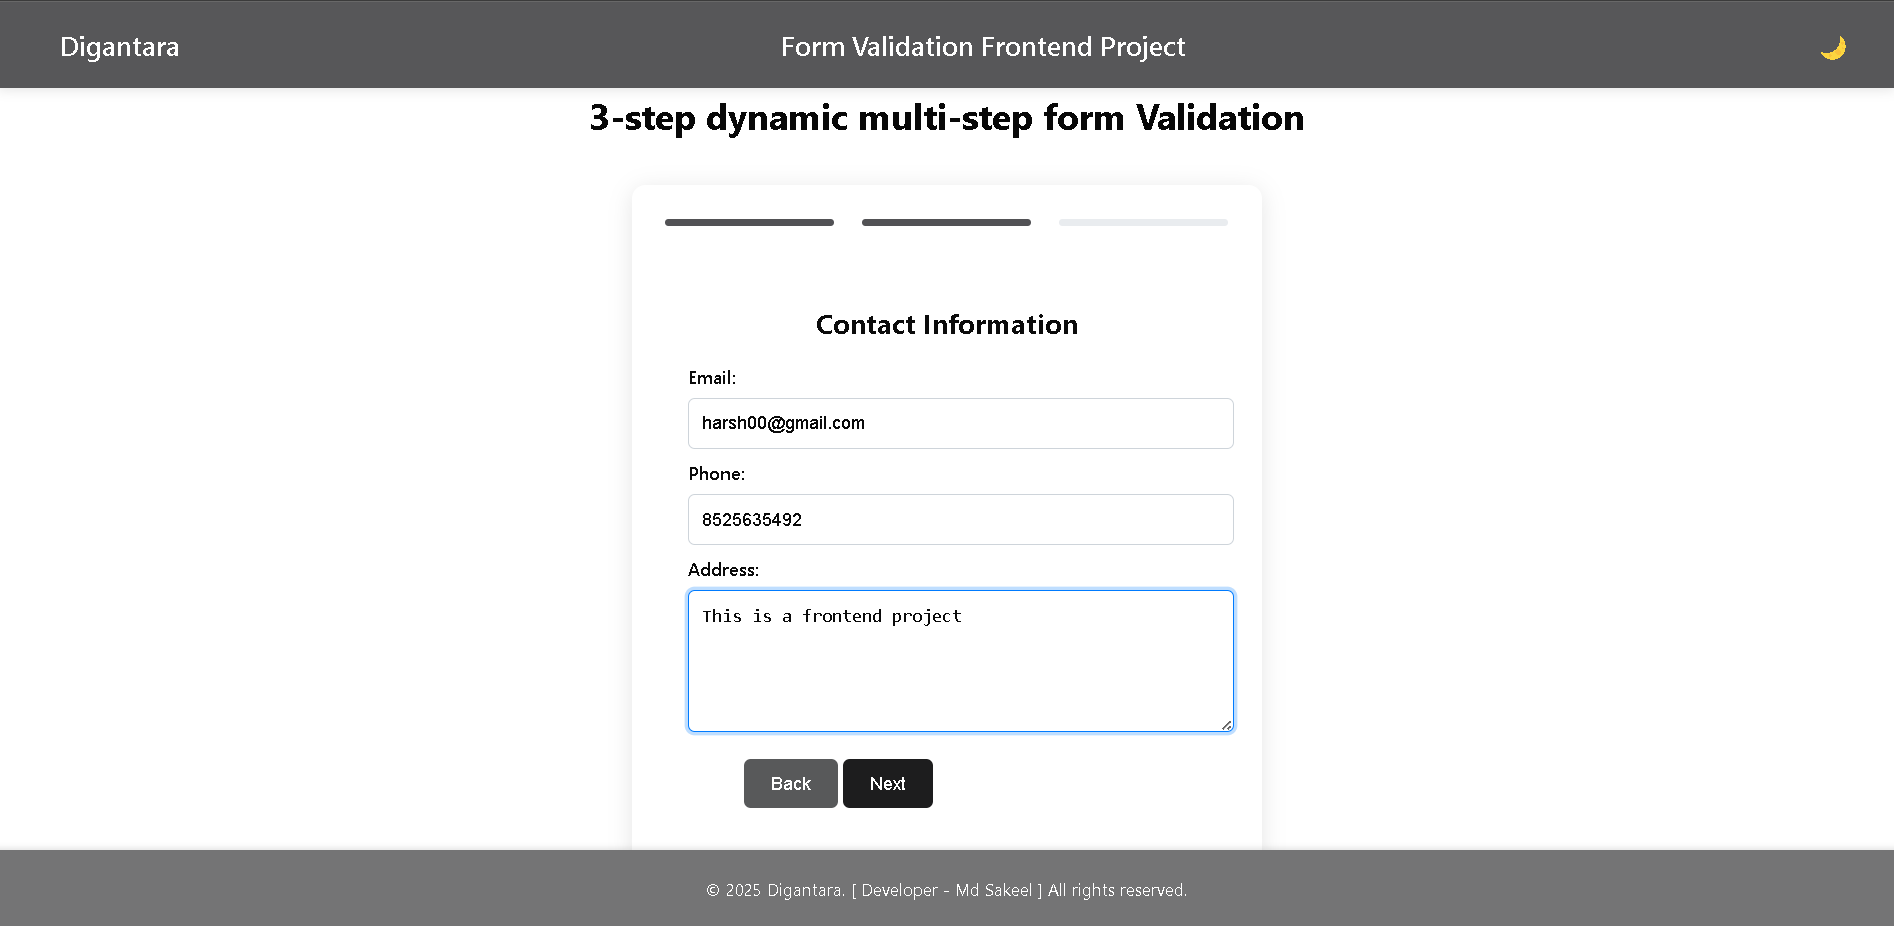 Digantara
Form Validation Frontend Project
3-step dynamic multi-step form Validation
Contact Information
Email:
harsh00@gmail.com
Phone:
8525635492
Address:
This is a frontend project
Back
Next
© 2025 Digantara. [ Developer - Md Sakeel ] All rights reserved.